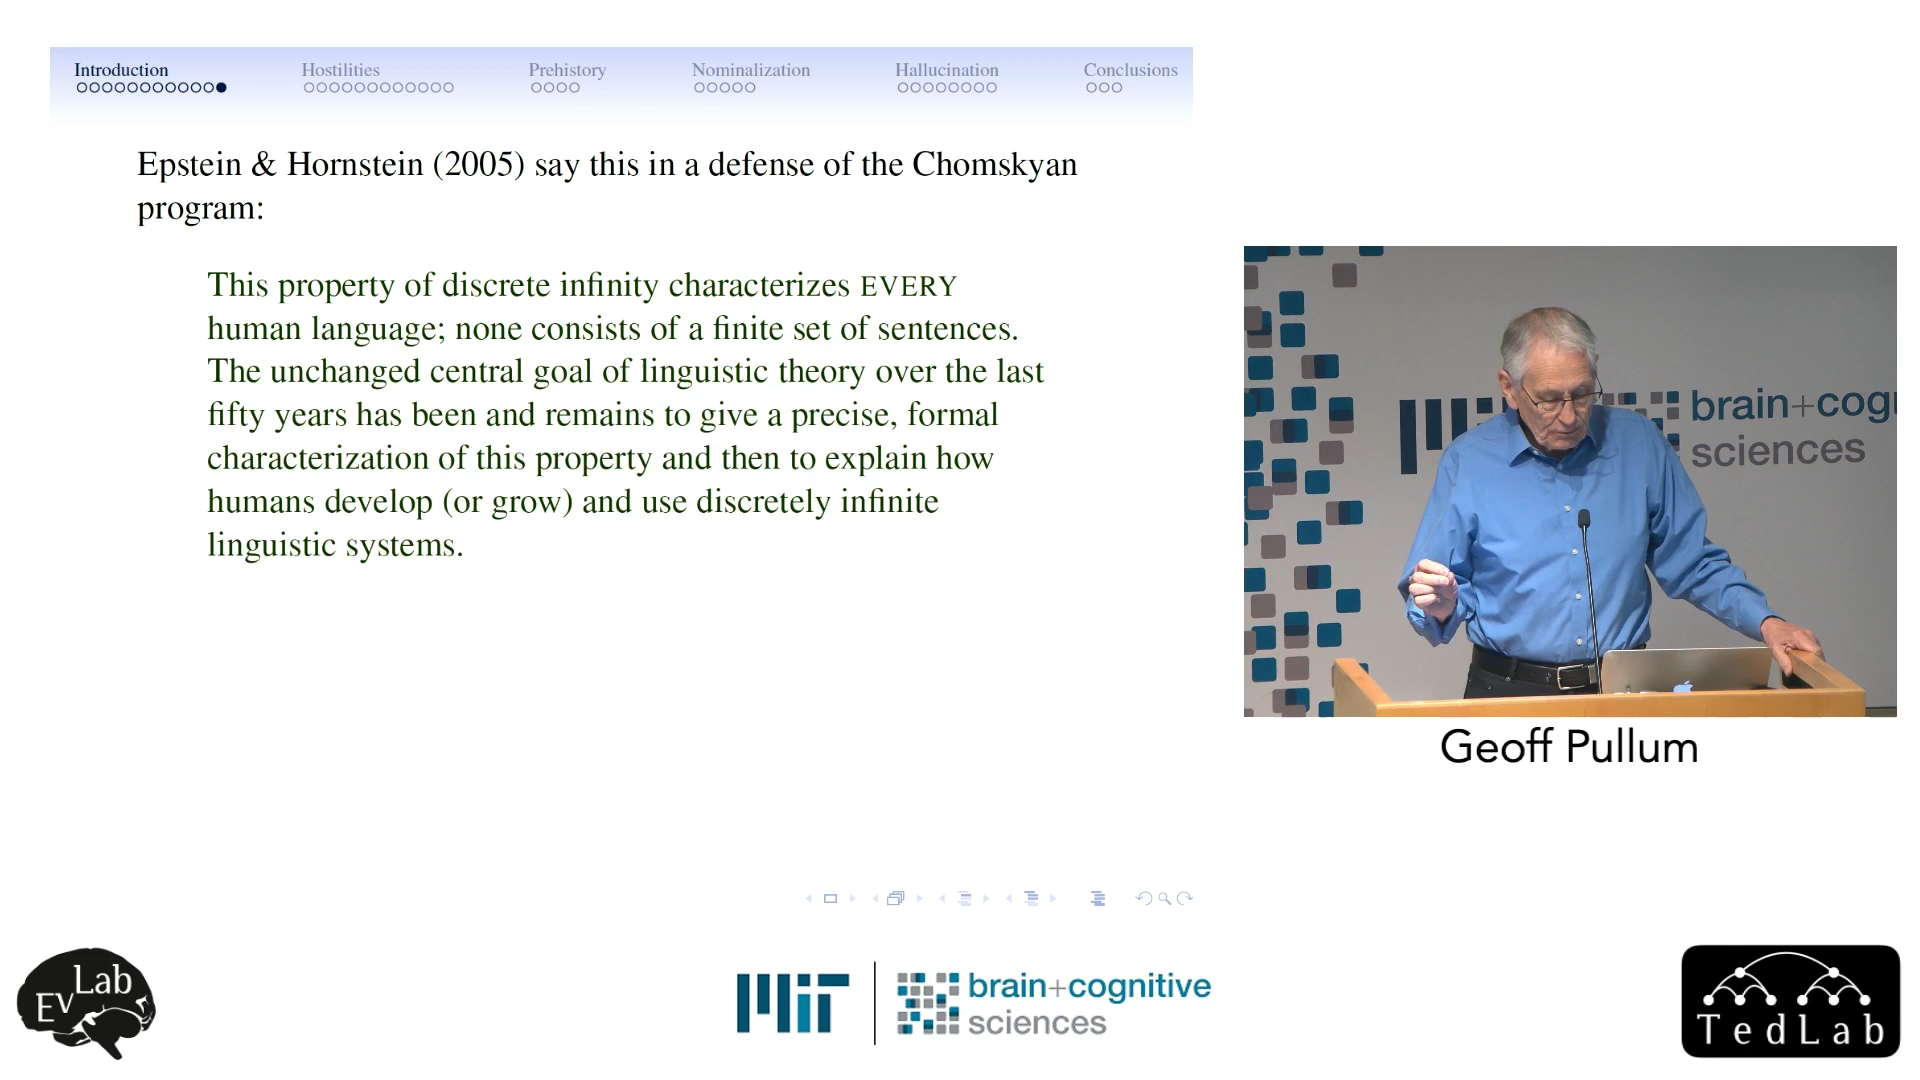 Introduction
Hostilities
Prehistory
Nominalization
Hallucination
Conclusions
Epstein & Hornstein (2005) say this in a defense of the Chomskyan
program:
This property of discrete infinity characterizes EVERY
human language; none consists of a finite set of sentences.
The unchanged central goal of linguistic theory over the last
fifty years has been and remains to give a precise, formal
characterization of this property and then to explain how
humans develop (or grow) and use discretely infinite
linguistic systems.
brain+cogni
sciences
Geoff Pullum
EvLab
MIT
brain+cognitive
sciences
TedLab